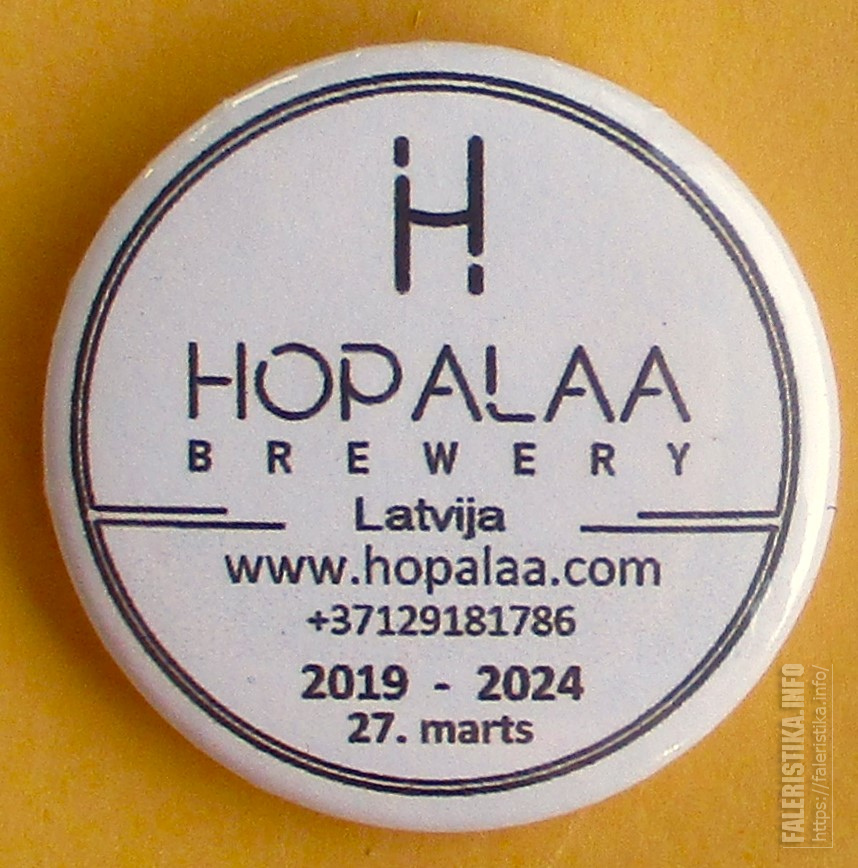 H
HOPALAA
BREWERY
Latvija
www.hopalaa.com
+37129181786
2019 - 2024
27. marts
FALERISTIKA.INFO
https://faleristika.info/